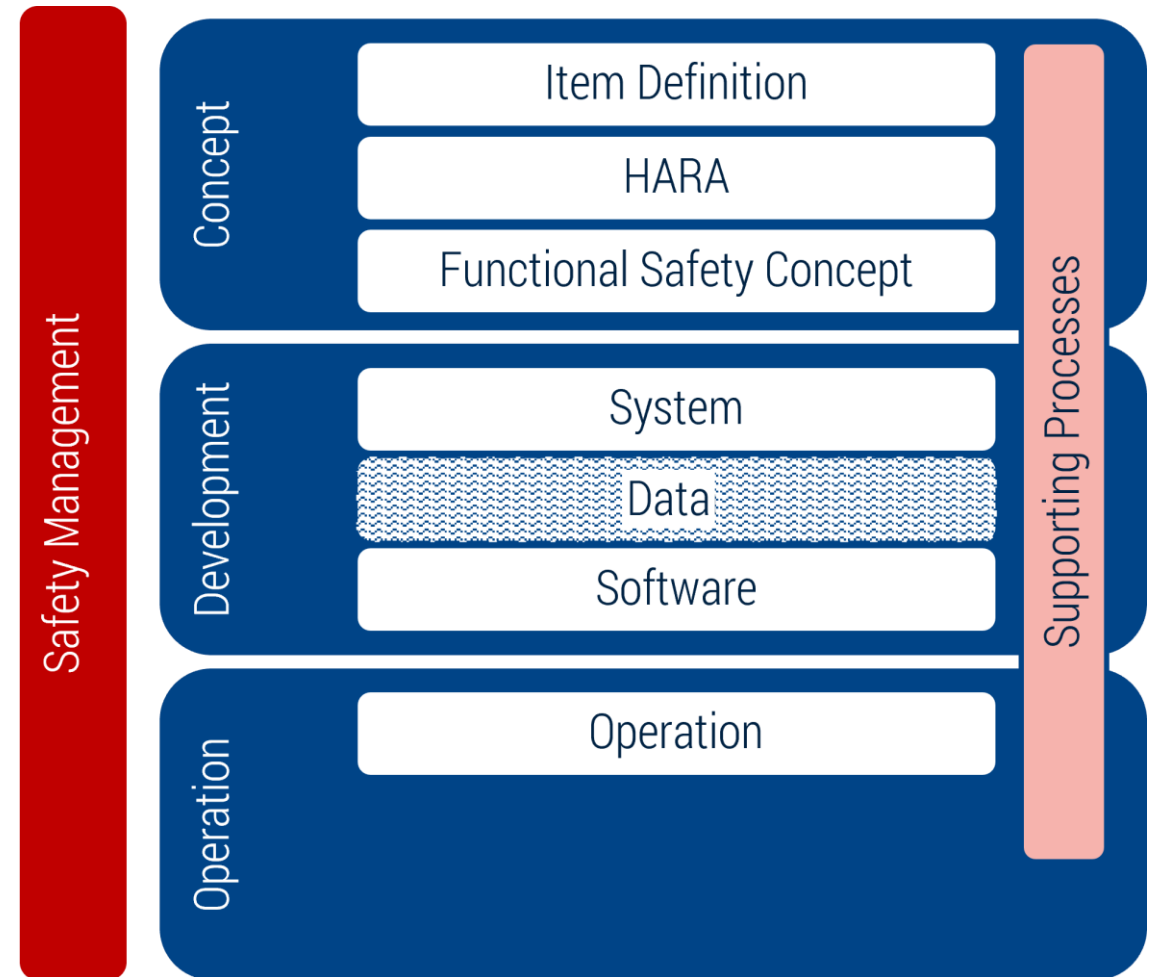 Safety Management
Concept
Item Definition
HARA
Functional Safety Concept
Development
System
Data
Software
Operation
Operation
Supporting Processes